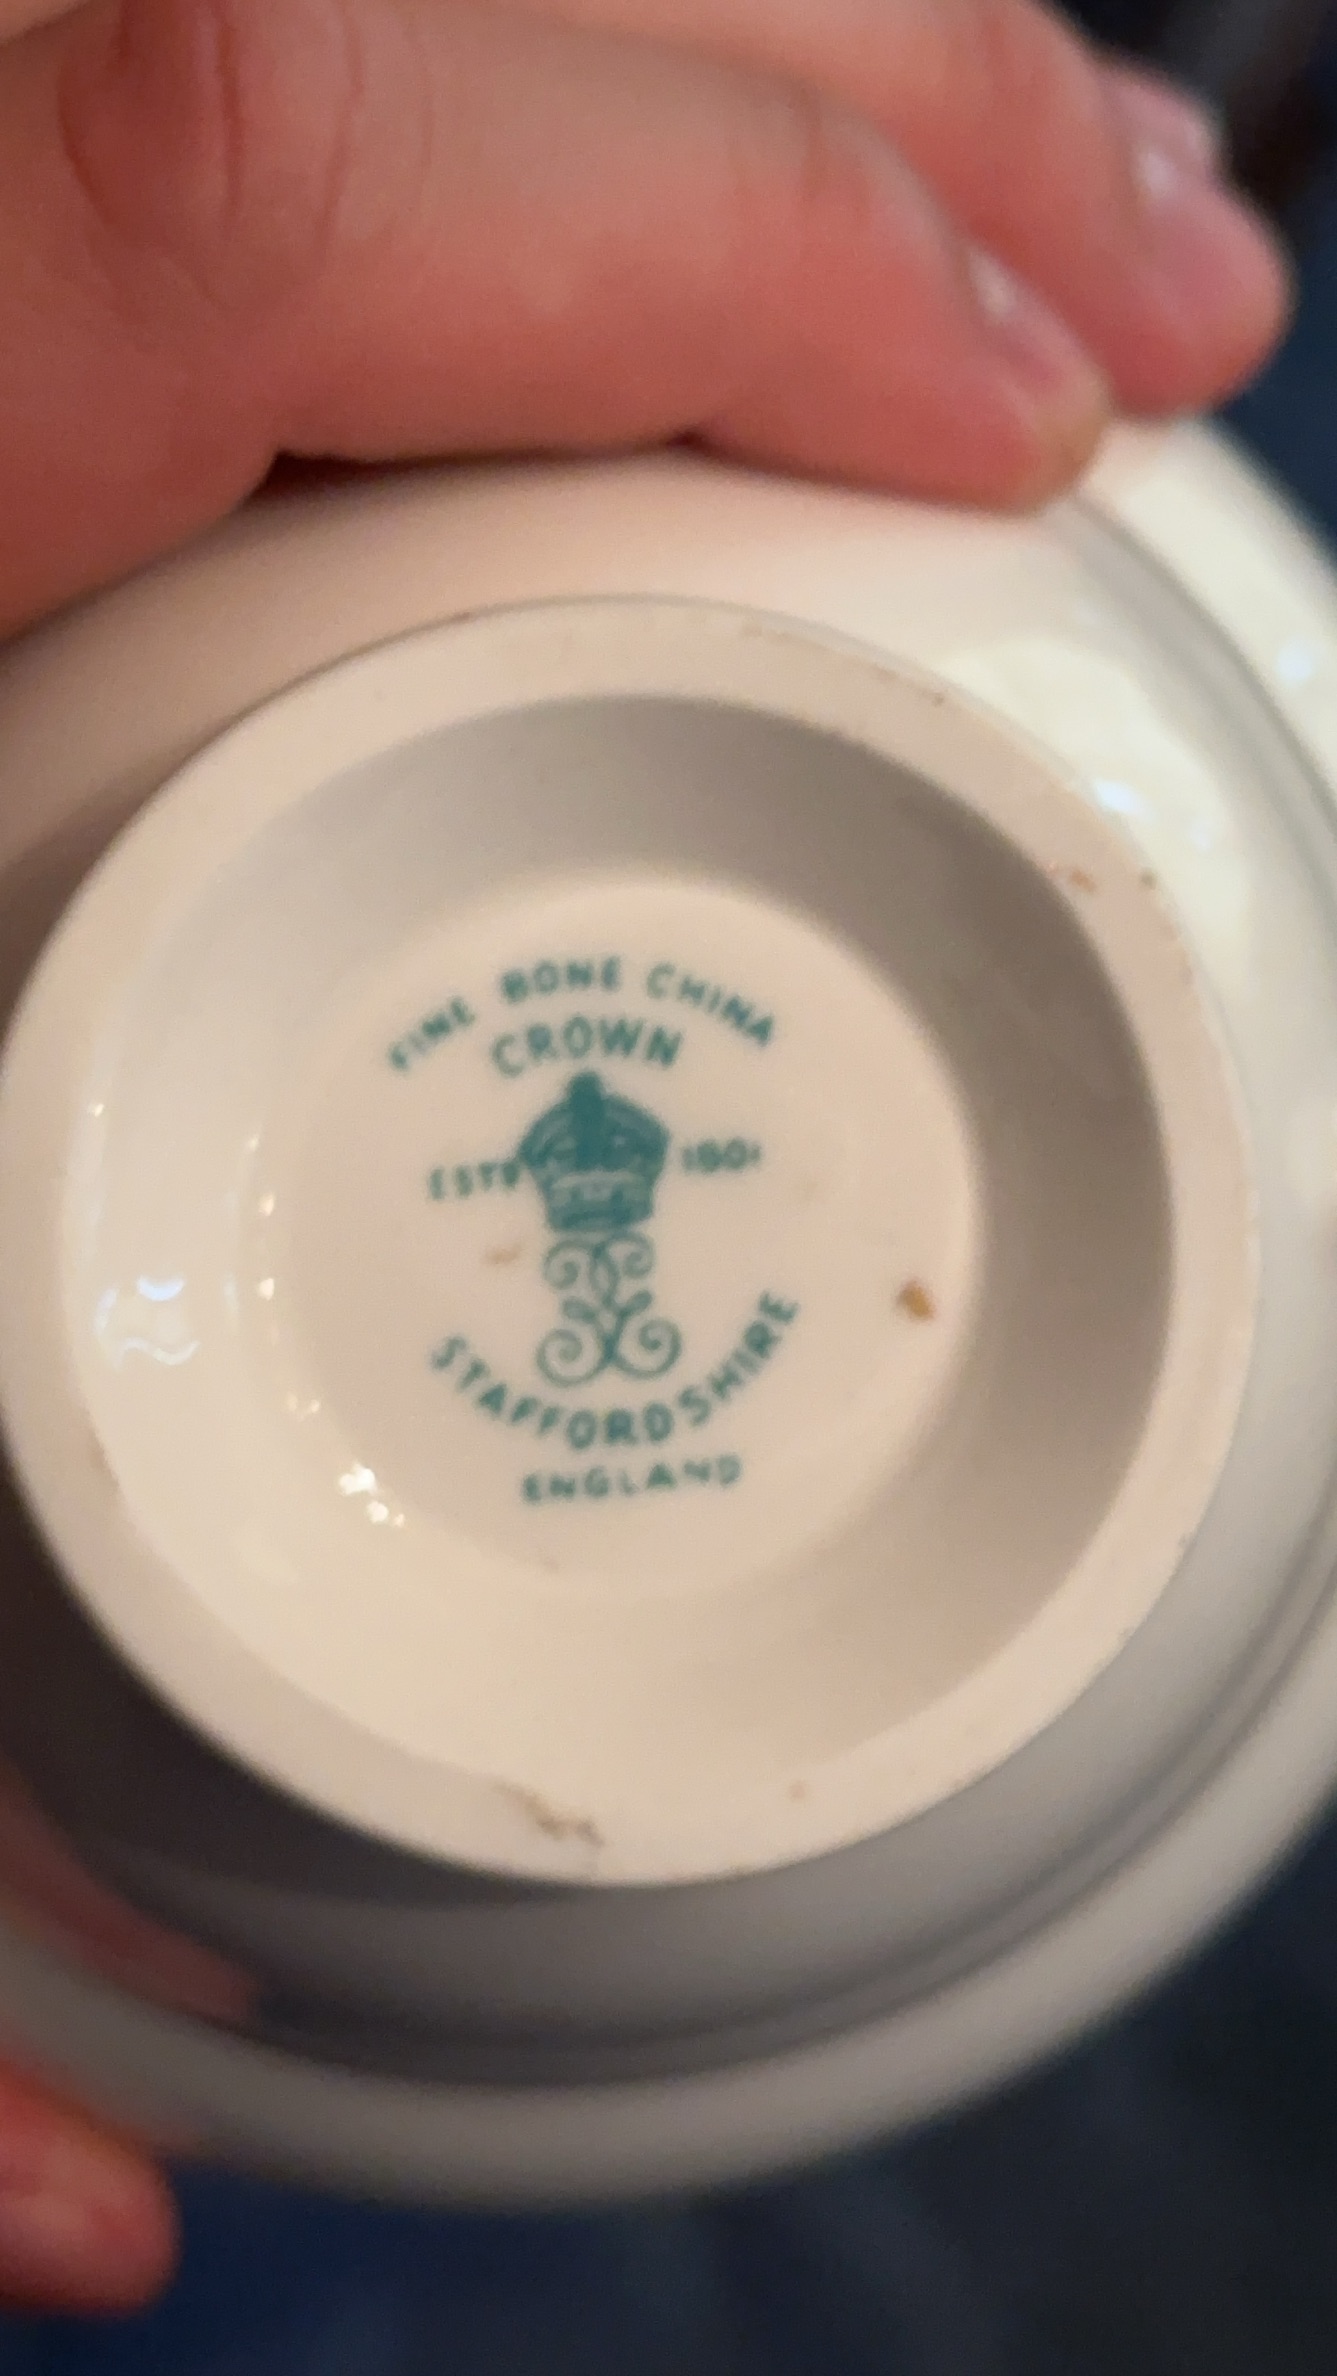 FINE BONE CHINA
CROWN
ESTD 1801
STAFFORDSHIRE
ENGLAND